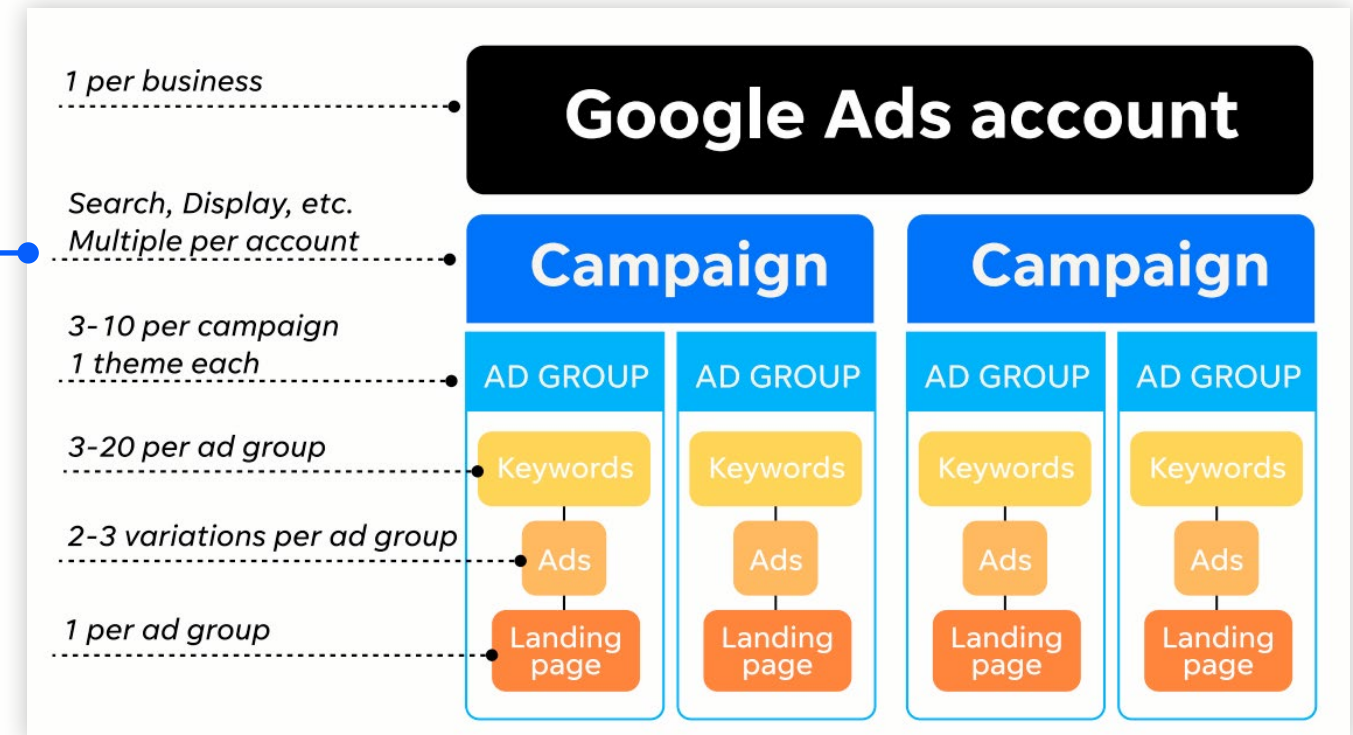 1 per business
Google Ads account
Search, Display, etc.
Multiple per account
Campaign
Campaign
3-10 per campaign
1 theme each
AD GROUP
AD GROUP
AD GROUP
AD GROUP
3-20 per ad group
Keywords
Keywords
Keywords
Keywords
2-3 variations per ad group
Ads
Ads
Ads
Ads
1 per ad group
Landing
page
Landing
page
Landing
page
Landing
page